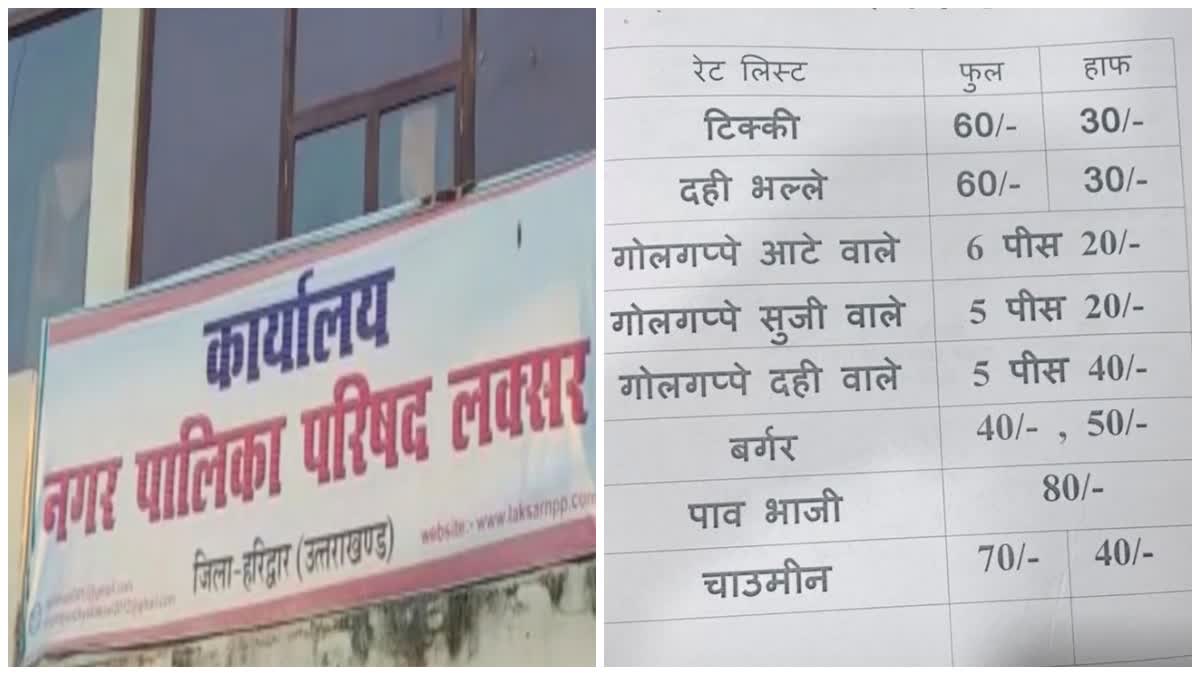 कार्यालय
नगर पालिका परिषद लक्सर
जिला-हरिद्वार (उत्तराखण्ड)
website:- www.laksarnpp.com
रेट लिस्ट फुल हाफ
टिक्की 60/- 30/-
दही भल्ले 60/- 30/-
गोलगप्पे आटे वाले 6 पीस 20/-
गोलगप्पे सुजी वाले 5 पीस 20/-
गोलगप्पे दही वाले 5 पीस 40/-
बर्गर 40/- , 50/-
पाव भाजी 80/-
चाउमीन 70/- 40/-